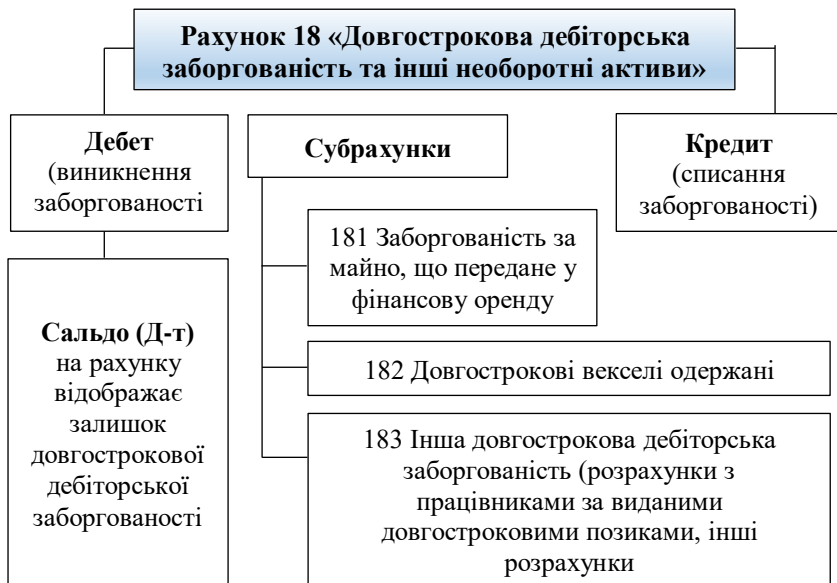 Рахунок 18 «Довгострокова дебіторська
заборгованість та інші необоротні активи»
Дебет
(виникнення
заборгованості
Сальдо (Д-т)
на рахунку
відображає
залишок
довгострокової
дебіторської
заборгованості
Субрахунки
181 Заборгованість за
майно, що передане у
фінансову оренду
182 Довгострокові векселі одержані
183 Інша довгострокова дебіторська
заборгованість (розрахунки з
працівниками за виданими
довгостроковими позиками, інші
розрахунки
Кредит
(списання
заборгованості)